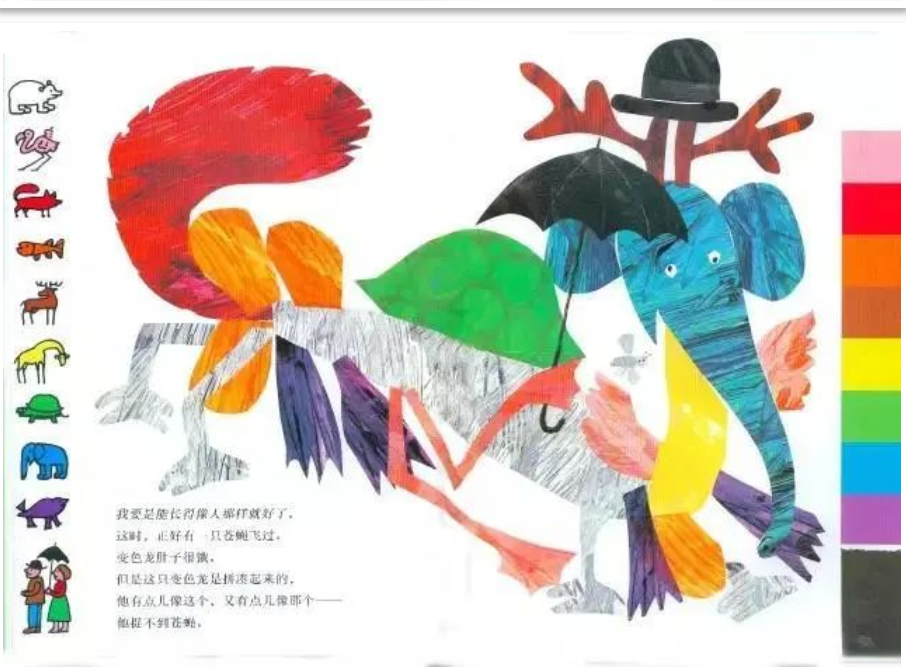 我要是能长得像人那样就好了。
这时，正好有一只苍蝇飞过。
变色龙肚子很饿。
但是这只变色龙是拼凑起来的。
他有点儿像这个，又有点儿像那个——
他捉不到苍蝇。